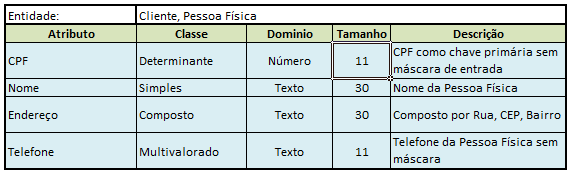 Entidade: Cliente, Pessoa Física
Atributo Classe Dominio Tamanho Descrição
CPF Determinante Número 11 CPF como chave primária sem
máscara de entrada
Nome Simples Texto 30 Nome da Pessoa Física
Endereço Composto Texto 30 Composto por Rua, CEP, Bairro
Telefone Multivalorado Texto 11 Telefone da Pessoa Física sem
máscara